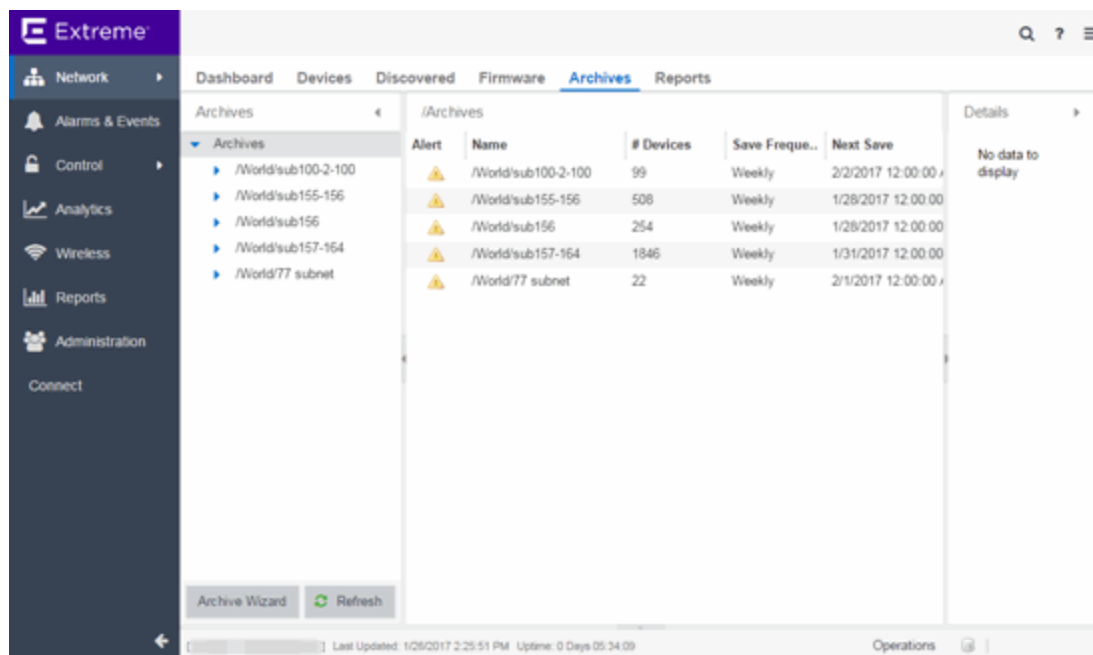 Extreme
Network
Alarms & Events
Control
Analytics
Wireless
Reports
Administration
Connect
Dashboard Devices Discovered Firmware Archives Reports
Archives
Archives
/World/sub100-2-100
/World/sub155-156
/World/sub156
/World/sub157-164
/World/77 subnet
Archive Wizard Refresh
/Archives
Alert Name # Devices Save Freque.. Next Save
/World/sub100-2-100 99 Weekly 2/2/2017 12:00:00
/World/sub155-156 508 Weekly 1/28/2017 12:00:00
/World/sub156 254 Weekly 1/28/2017 12:00:00
/World/sub157-164 1846 Weekly 1/31/2017 12:00:00
/World/77 subnet 22 Weekly 2/1/2017 12:00:00
Details
No data to
display
[ ] Last Updated: 1/26/2017 2:25:51 PM Uptime: 0 Days 05:34:09
Operations